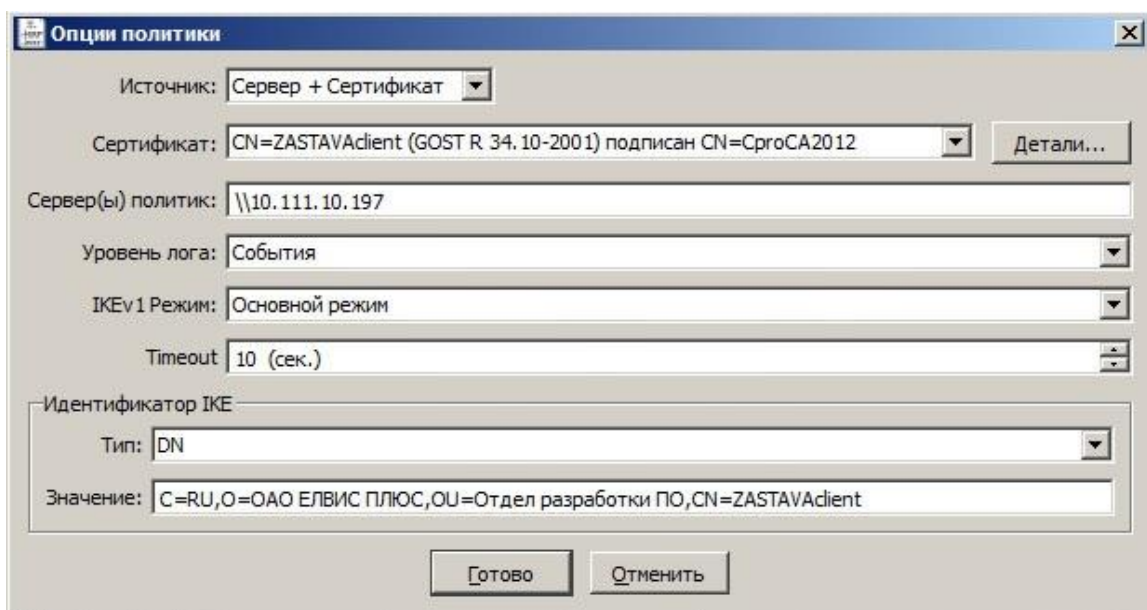 Опции политики
Источник: Сервер + Сертификат
Сертификат: CN=ZASTAVAclient (GOST R 34.10-2001) подписан CN=CproCA2012 Детали...
Сервер(ы) политик: \\10.111.10.197
Уровень лога: События
IKEv1 Режим: Основной режим
Timeout 10 (сек.)
Идентификатор IKE
Тип: DN
Значение: C=RU,O=ОАО ЕЛВИС ПЛЮС,OU=Отдел разработки ПО,CN=ZASTAVAclient
Готово Отменить